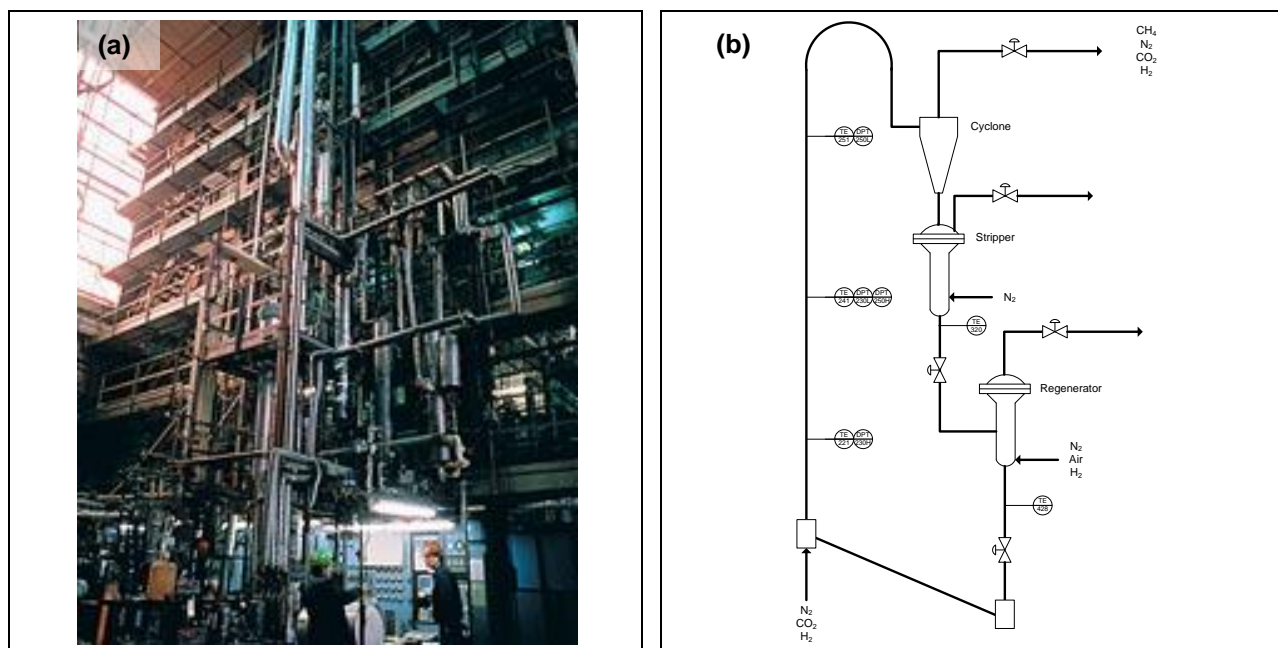 (a)
(b)
CH₄
N₂
CO₂
H₂
Cyclone
TE 251
DPT 250L
Stripper
TE 241
DPT 230L
DPT 250H
N₂
TE 320
Regenerator
TE 221
DPT 230H
N₂
Air
H₂
TE 428
N₂
CO₂
H₂